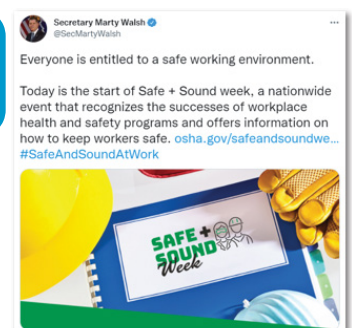 Secretary Marty Walsh
@SecMartyWalsh
Everyone is entitled to a safe working environment.
Today is the start of Safe + Sound week, a nationwide
event that recognizes the successes of workplace
health and safety programs and offers information on
how to keep workers safe. osha.gov/safeandsoundwe...
#SafeAndSoundAtWork
SAFE +
SOUND
Week